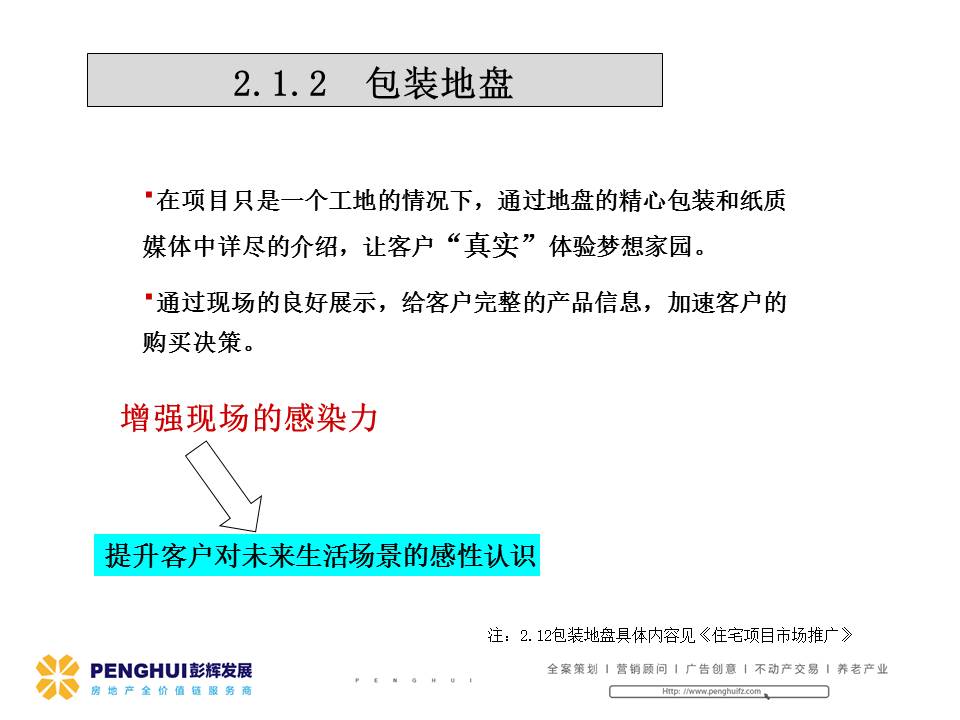 2.1.2 包装地盘
▪在项目只是一个工地的情况下，通过地盘的精心包装和纸质
媒体中详尽的介绍，让客户“真实”体验梦想家园。
▪通过现场的良好展示，给客户完整的产品信息，加速客户的
购买决策。
增强现场的感染力
提升客户对未来生活场景的感性认识
注：2.12包装地盘具体内容见《住宅项目市场推广》
PENGHUI彭辉发展
房地产全价值链服务商
PENGHUI
全案策划 | 营销顾问 | 广告创意 | 不动产交易 | 养老产业
Http: //www.penghuifz.com